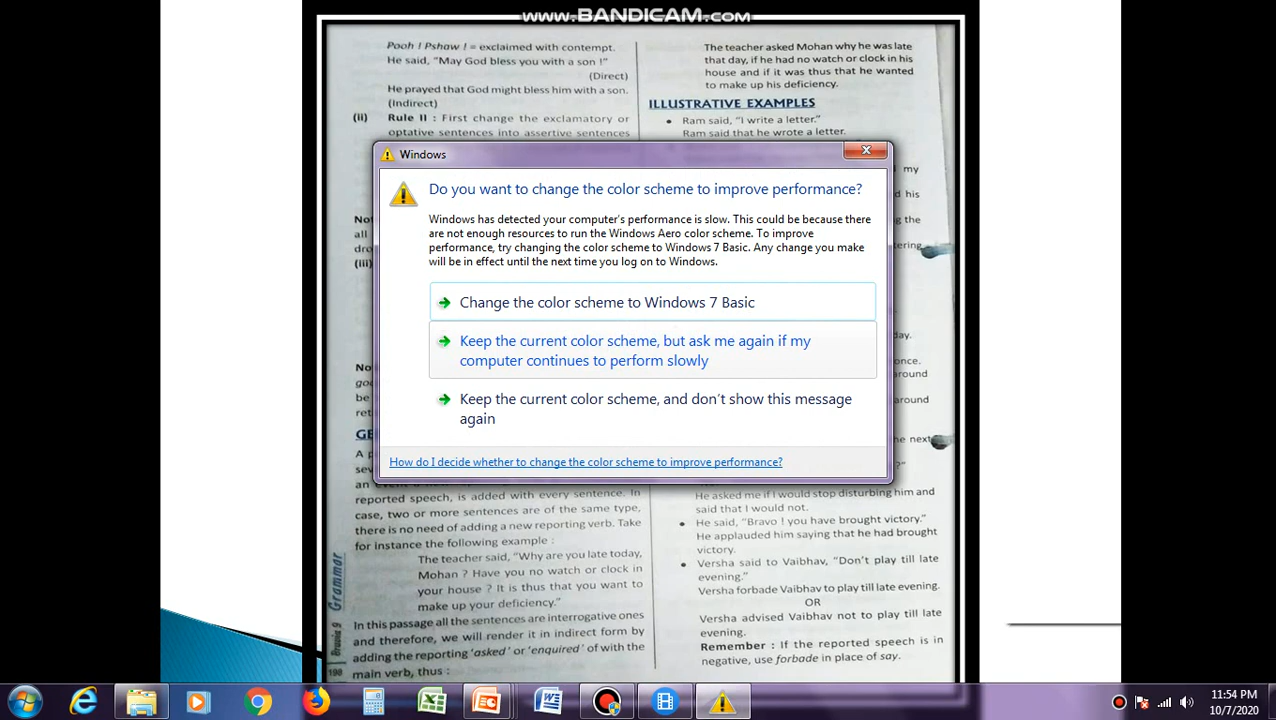 www.BANDICAM.com
Pooh ! Pshaw ! = exclaimed with contempt.
He said, "May God bless you with a son !"
(Direct)
He prayed that God might bless him with a son.
(Indirect)
(ii) Rule II : First change the exclamatory or
optative sentences into assertive sentences
The teacher asked Mohan why he was late
that day, if he had no watch or clock in his
house and if it was thus that he wanted
to make up his deficiency.
ILLUSTRATIVE EXAMPLES
• Ram said, "I write a letter."
Ram said that he wrote a letter.
Windows
Do you want to change the color scheme to improve performance?
Windows has detected your computer's performance is slow. This could be because there
are not enough resources to run the Windows Aero color scheme. To improve
performance, try changing the color scheme to Windows 7 Basic. Any change you make
will be in effect until the next time you log on to Windows.
Change the color scheme to Windows 7 Basic
Keep the current color scheme, but ask me again if my
computer continues to perform slowly
Keep the current color scheme, and don't show this message
again
How do I decide whether to change the color scheme to improve performance?
my
his
the
(iii)
day.
once.
around
be
around
he next
?"
A
an
reported speech, is added with every sentence. In
case, two or more sentences are of the same type,
there is no need of adding a new reporting verb. Take
for instance the following example :
The teacher said, "Why are you late today,
Mohan ? Have you no watch or clock in
your house ? It is thus that you want to
make up your deficiency."
In this passage all the sentences are interrogative ones
and therefore, we will render it in indirect form by
adding the reporting 'asked' or 'enquired' of with the
main verb, thus :
He asked me if I would stop disturbing him and
said that I would not.
• He said, "Bravo ! you have brought victory."
He applauded him saying that he had brought
victory.
• Versha said to Vaibhav, "Don't play till late
evening."
Versha forbade Vaibhav to play till late evening.
OR
Versha advised Vaibhav not to play till late
evening.
Remember : If the reported speech is in
negative, use forbade in place of say.
Grammar
198
11:54 PM
10/7/2020